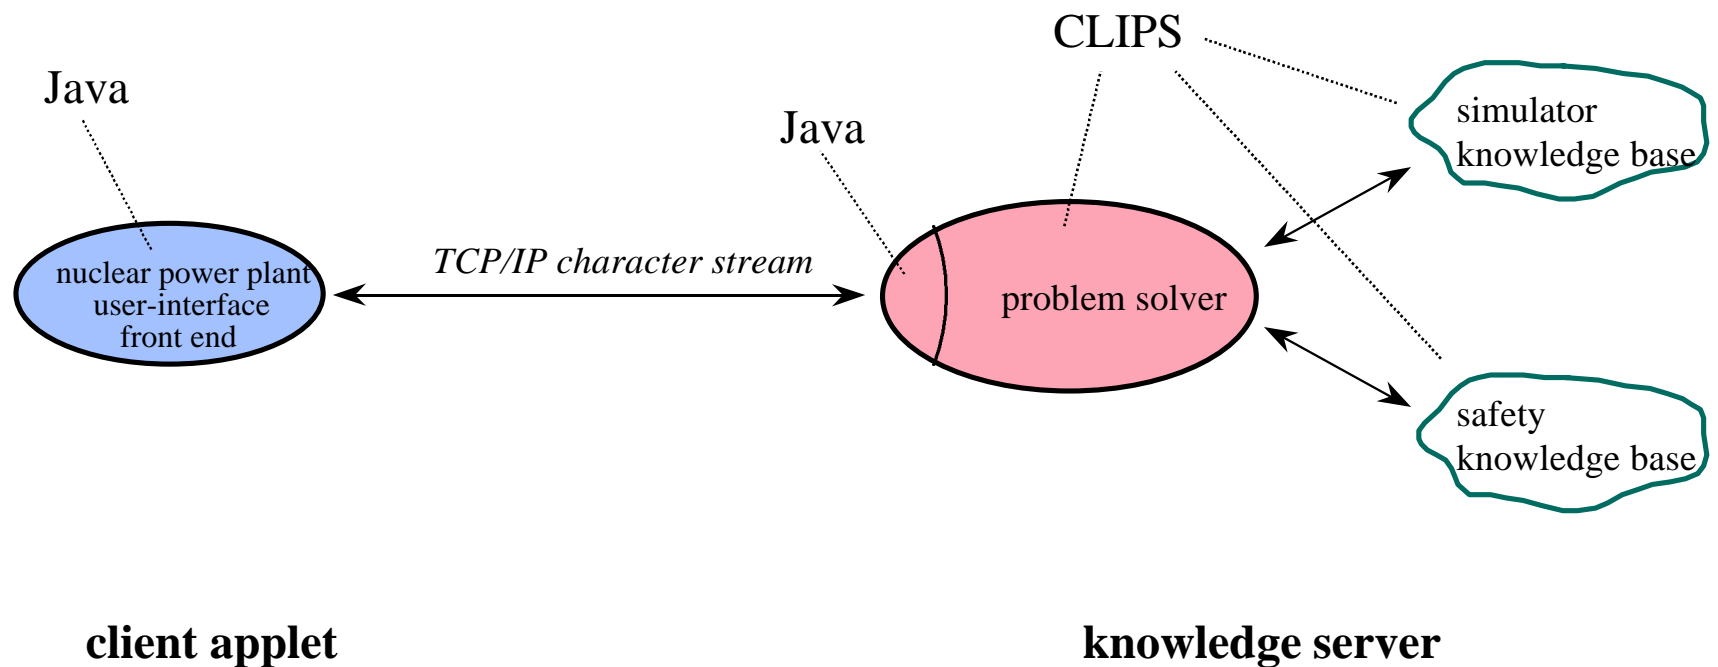 CLIPS
Java
Java
simulator
knowledge base
TCP/IP character stream
nuclear power plant
user-interface
front end
problem solver
safety
knowledge base
client applet
knowledge server